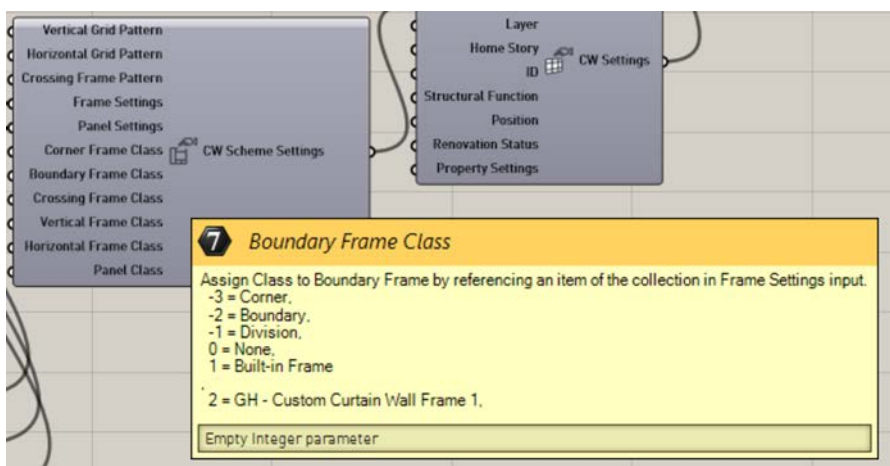 Vertical Grid Pattern
Horizontal Grid Pattern
Crossing Frame Pattern
Frame Settings
Panel Settings
Corner Frame Class
Boundary Frame Class
Crossing Frame Class
Vertical Frame Class
Horizontal Frame Class
Panel Class
CW Scheme Settings
Layer
Home Story
ID
Structural Function
Position
Renovation Status
Property Settings
CW Settings
7 Boundary Frame Class
Assign Class to Boundary Frame by referencing an item of the collection in Frame Settings input.
-3 = Corner,
-2 = Boundary,
-1 = Division,
0 = None,
1 = Built-in Frame
2 = GH - Custom Curtain Wall Frame 1,
Empty Integer parameter